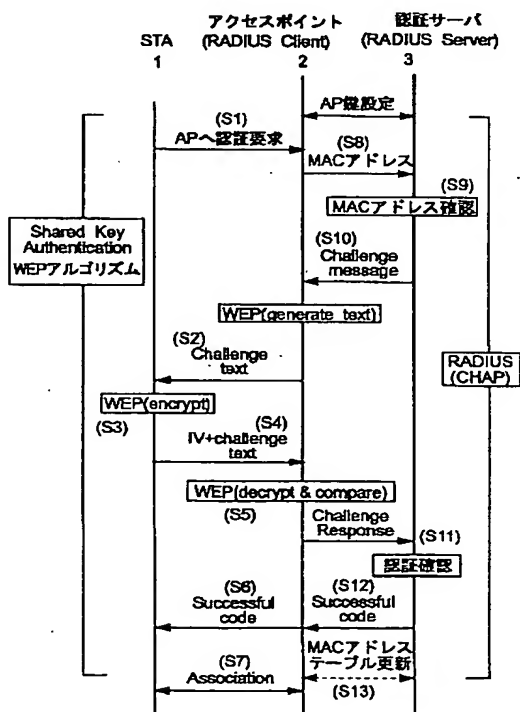 アクセスポイント 認証サーバ
STA (RADIUS Client) (RADIUS Server)
1 2 3
AP鍵設定
(S1)
APへ認証要求
(S8)
MACアドレス
(S9)
MACアドレス確認
Shared Key
Authentication
WEPアルゴリズム
(S10)
Challenge
message
WEP(generate text)
(S2)
Challenge
text
RADIUS
(CHAP)
WEP(encrypt)
(S3)
(S4)
IV+challenge
text
WEP(decrypt & compare)
(S5)
Challenge
Response
(S11)
認証確認
(S6)
Successful
code
(S12)
Successful
code
MACアドレス
テーブル更新
(S7)
Association
(S13)